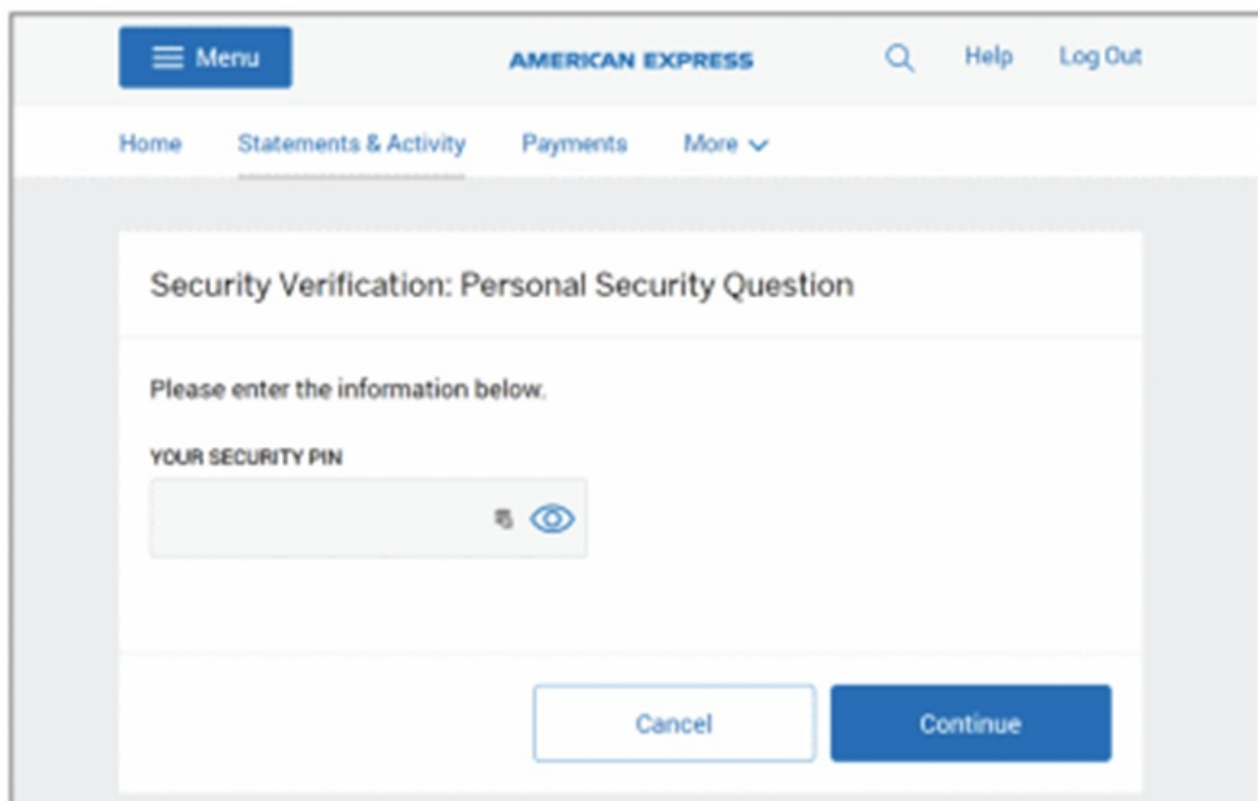 Menu
AMERICAN EXPRESS
Help
Log Out
Home
Statements & Activity
Payments
More
Security Verification: Personal Security Question
Please enter the information below.
YOUR SECURITY PIN
Cancel
Continue